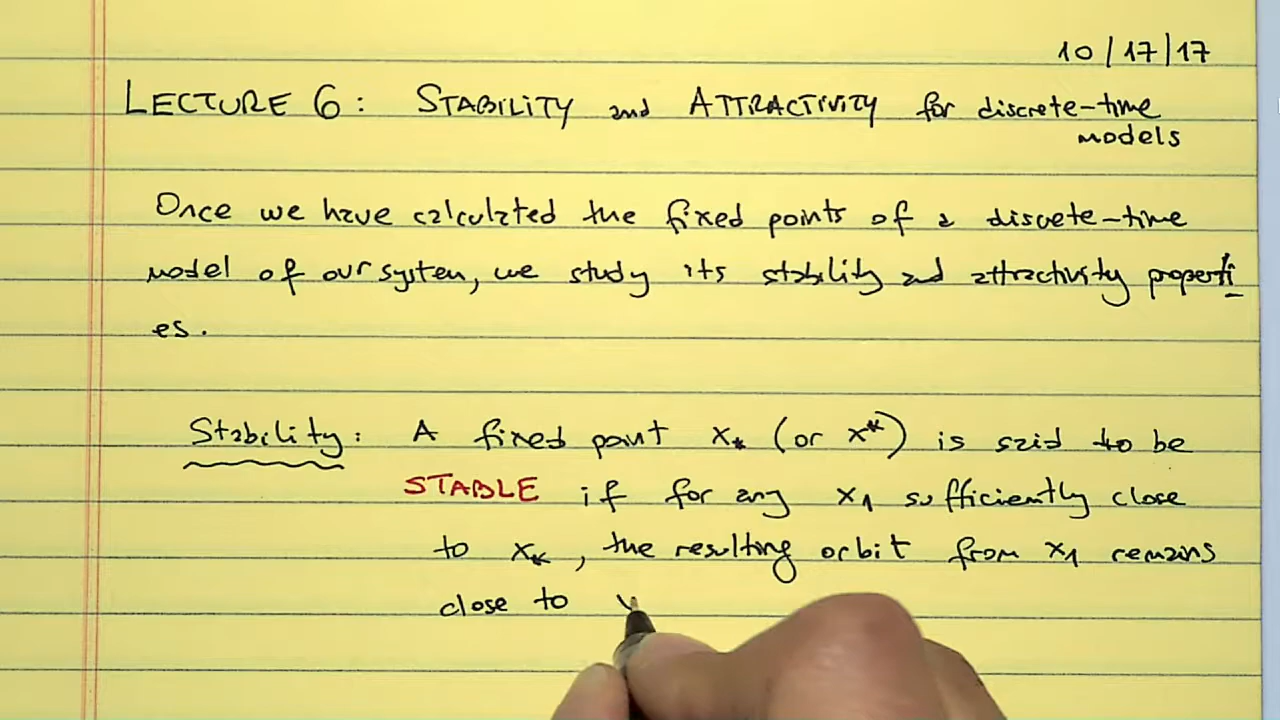 10/17/17
LECTURE 6: STABILITY and ATTRACTIVITY for discrete-time
models
Once we have calculated the fixed points of a discete-time
model of our system, we study its stability and attractivity properti
es.
Stability: A fixed point x* (or x*) is said to be
STABLE if for any x1 sufficiently close
to x*, the resulting orbit from x1 remains
close to